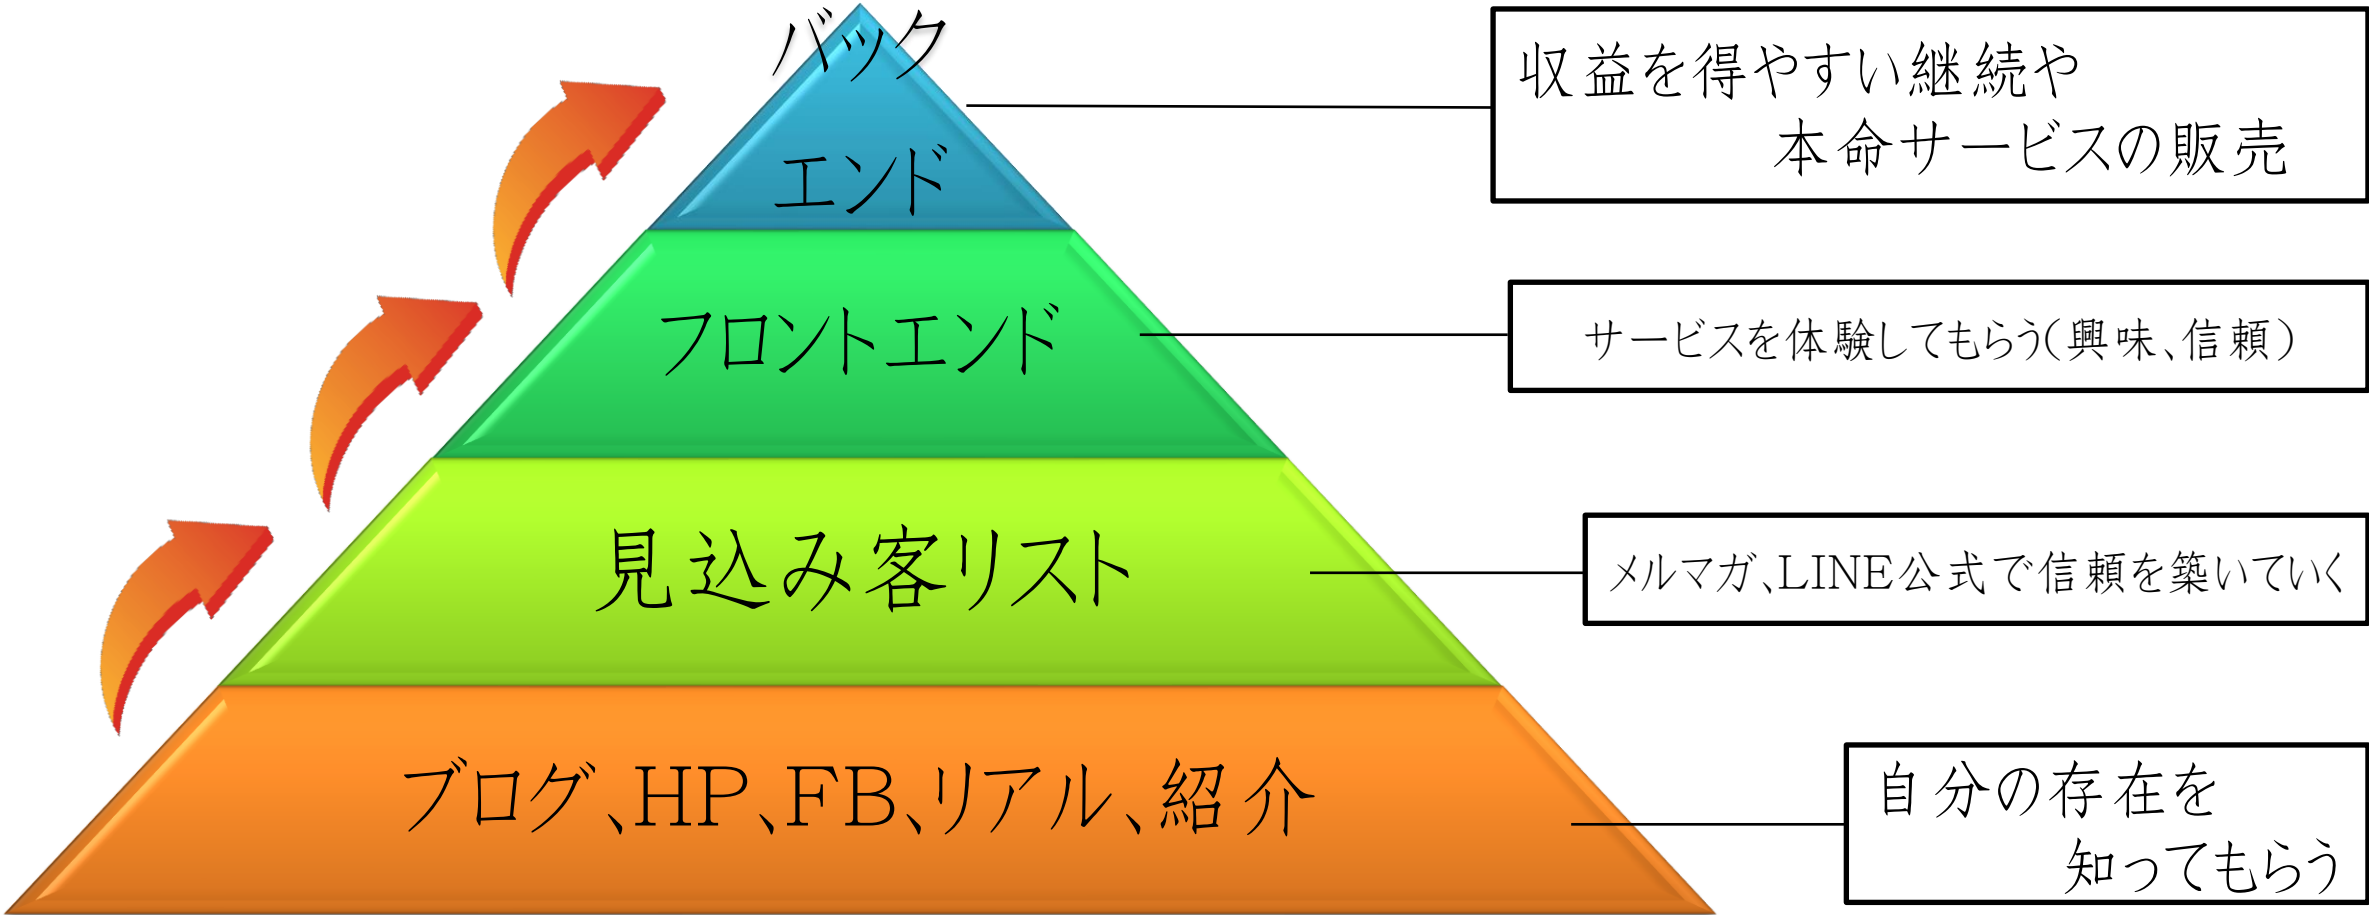 バック
エンド
収益を得やすい継続や
本命サービスの販売
フロントエンド
サービスを体験してもらう(興味、信頼)
見込み客リスト
メルマガ、LINE公式で信頼を築いていく
ブログ、HP、FB、リアル、紹介
自分の存在を
知ってもらう